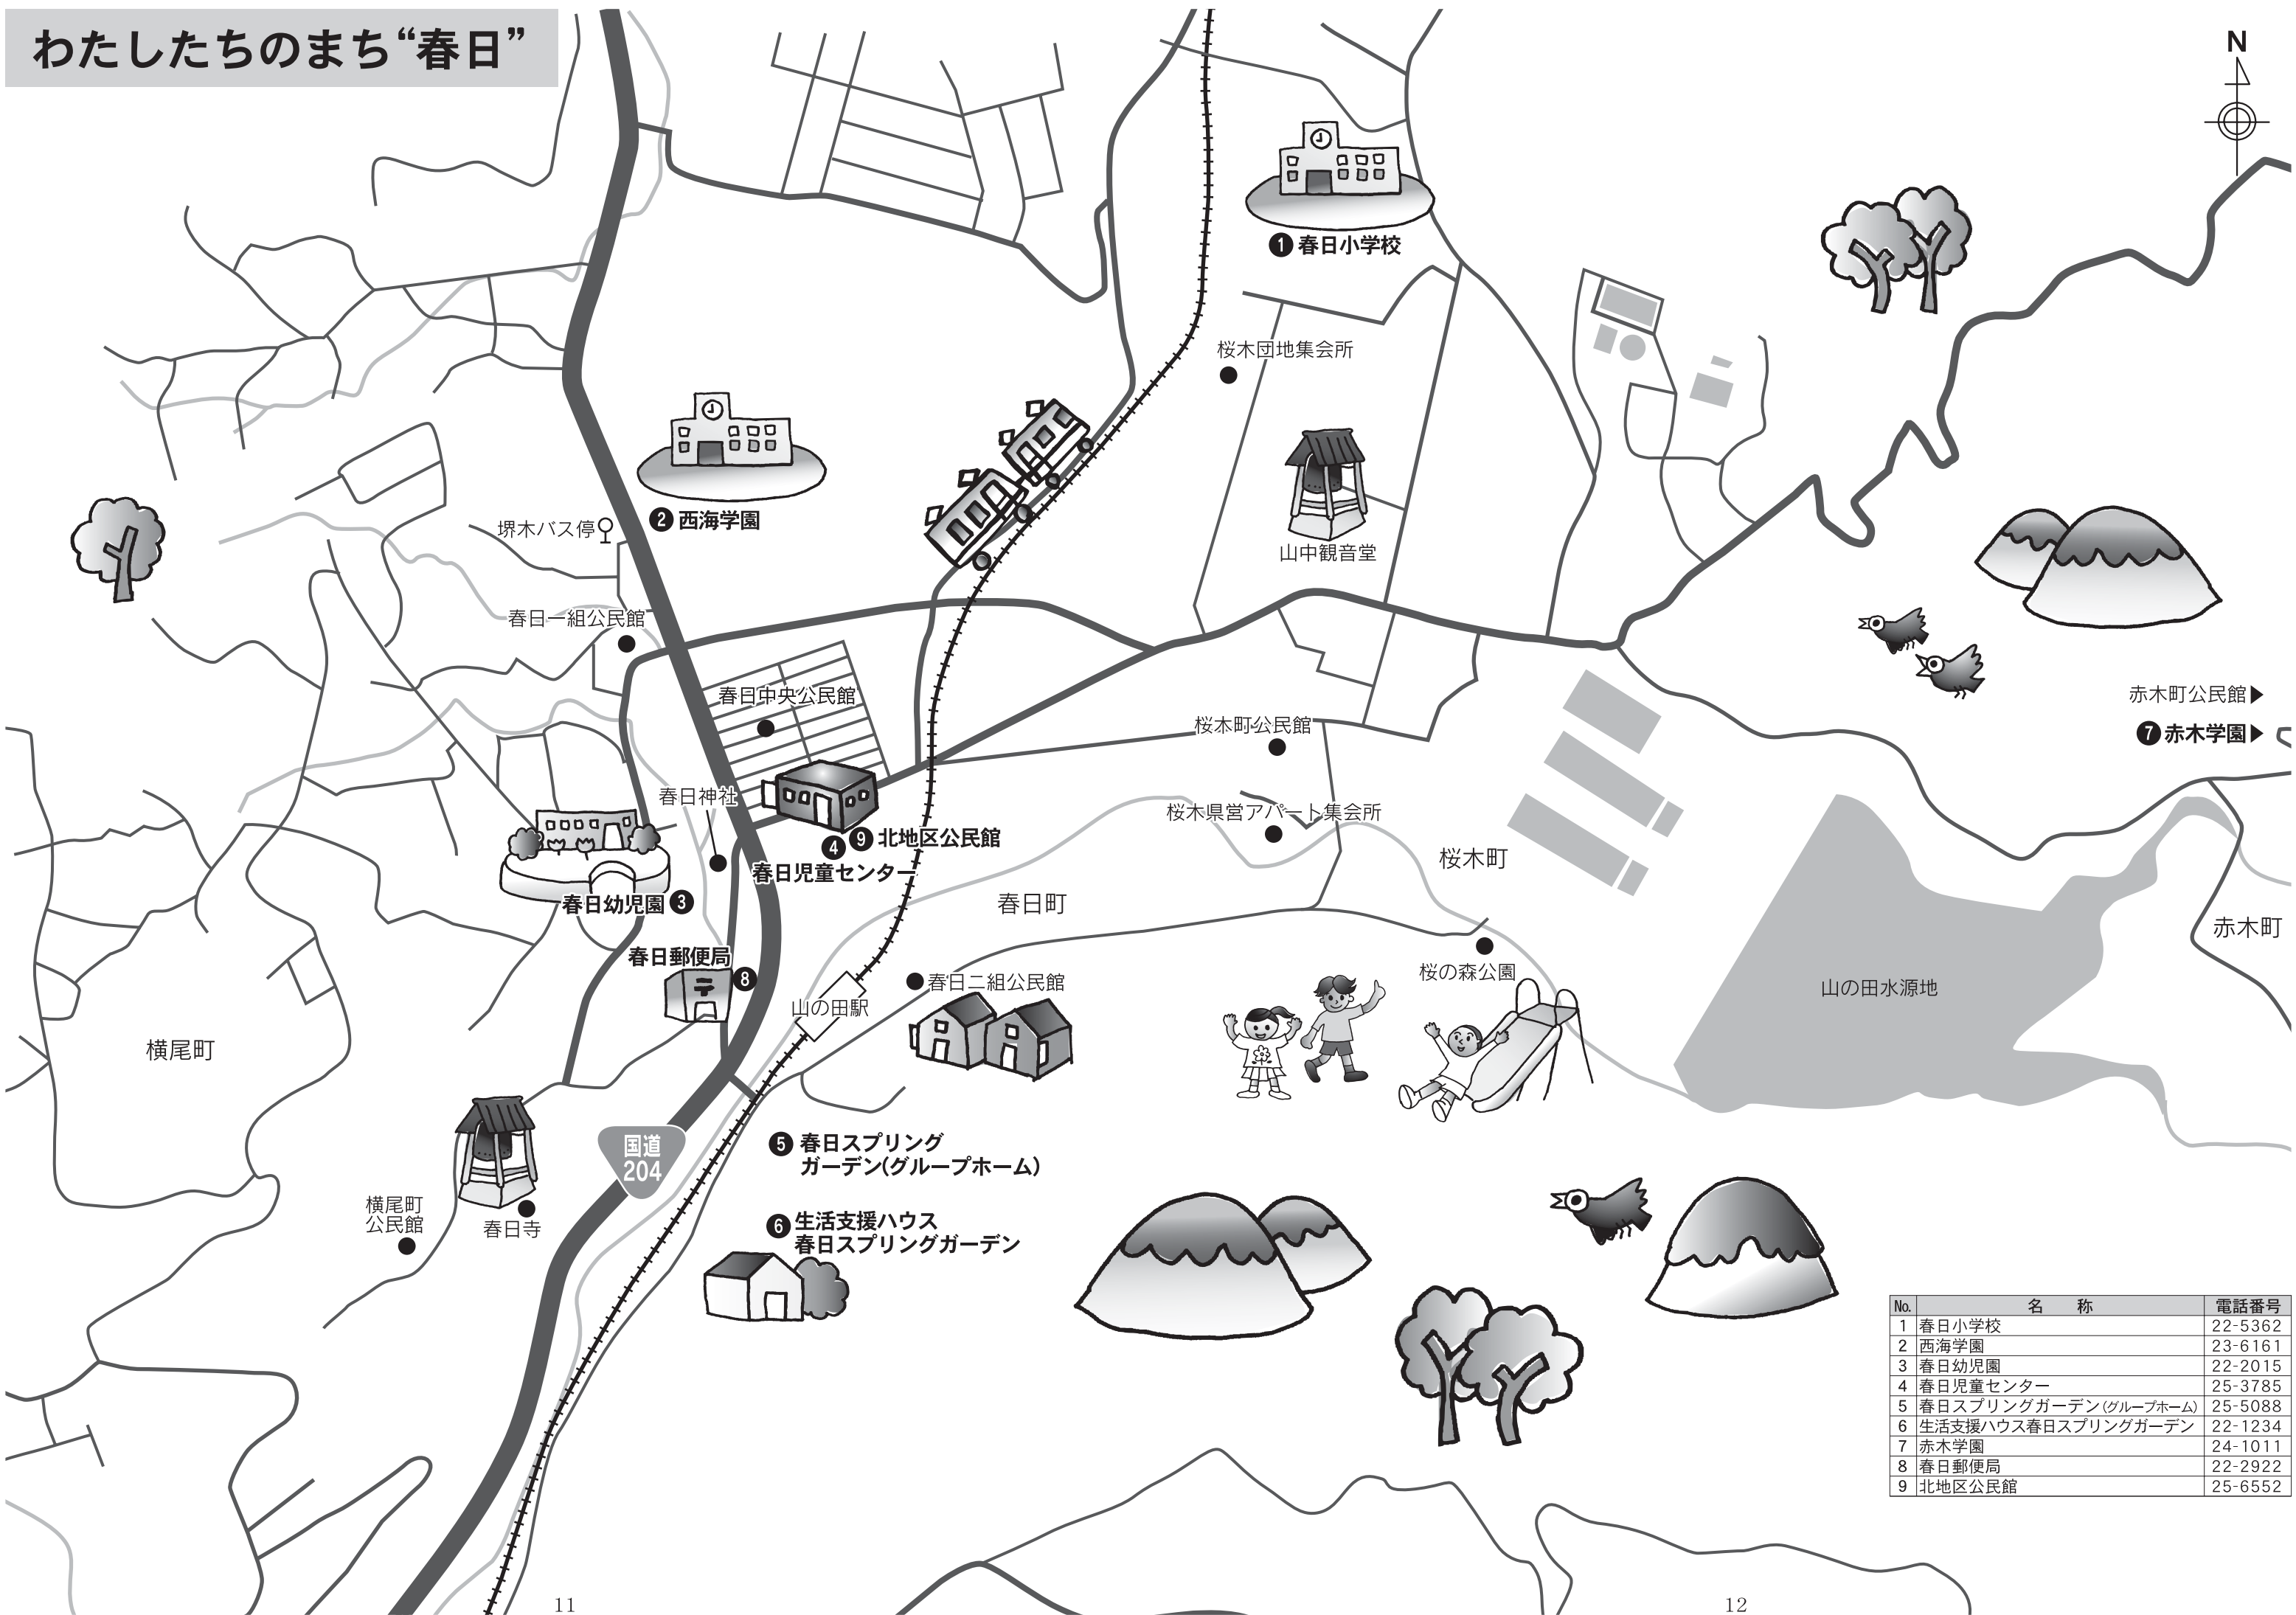 わたしたちのまち“春日”
N
❶春日小学校
桜木団地集会所
❷西海学園
堺木バス停
山中観音堂
春日一組公民館
春日中央公民館
赤木町公民館▶
❼赤木学園▶
桜木町公民館
春日神社
桜木県営アパート集会所
❹❾北地区公民館
春日児童センター
桜木町
春日幼児園❸
春日町
赤木町
春日郵便局
❽
〒
春日二組公民館
桜の森公園
山の田駅
山の田水源地
横尾町
国道
204
❺春日スプリング
ガーデン(グループホーム)
横尾町
公民館
春日寺
❻生活支援ハウス
春日スプリングガーデン
No. 名　称 電話番号
1 春日小学校 22-5362
2 西海学園 23-6161
3 春日幼児園 22-2015
4 春日児童センター 25-3785
5 春日スプリングガーデン(グループホーム) 25-5088
6 生活支援ハウス春日スプリングガーデン 22-1234
7 赤木学園 24-1011
8 春日郵便局 22-2922
9 北地区公民館 25-6552
11
12